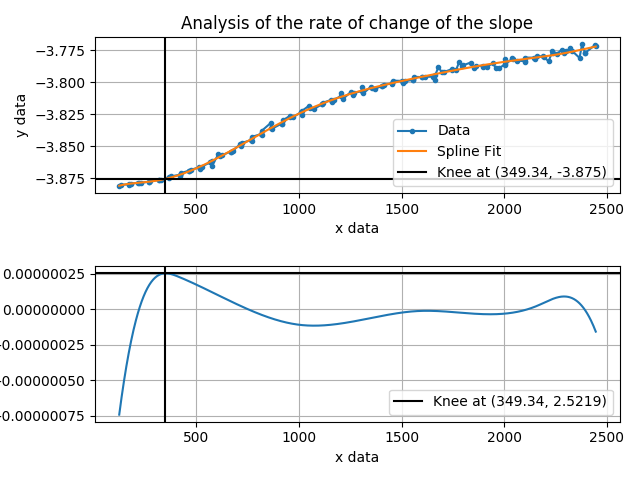 Analysis of the rate of change of the slope
−3.775
−3.800
−3.825
−3.850
−3.875
y data
Data
Spline Fit
Knee at (349.34, -3.875)
500
1000
1500
2000
2500
x data
0.00000025
0.00000000
0.00000025
0.00000050
0.00000075
Knee at (349.34, 2.5219)
500
1000
1500
2000
2500
x data